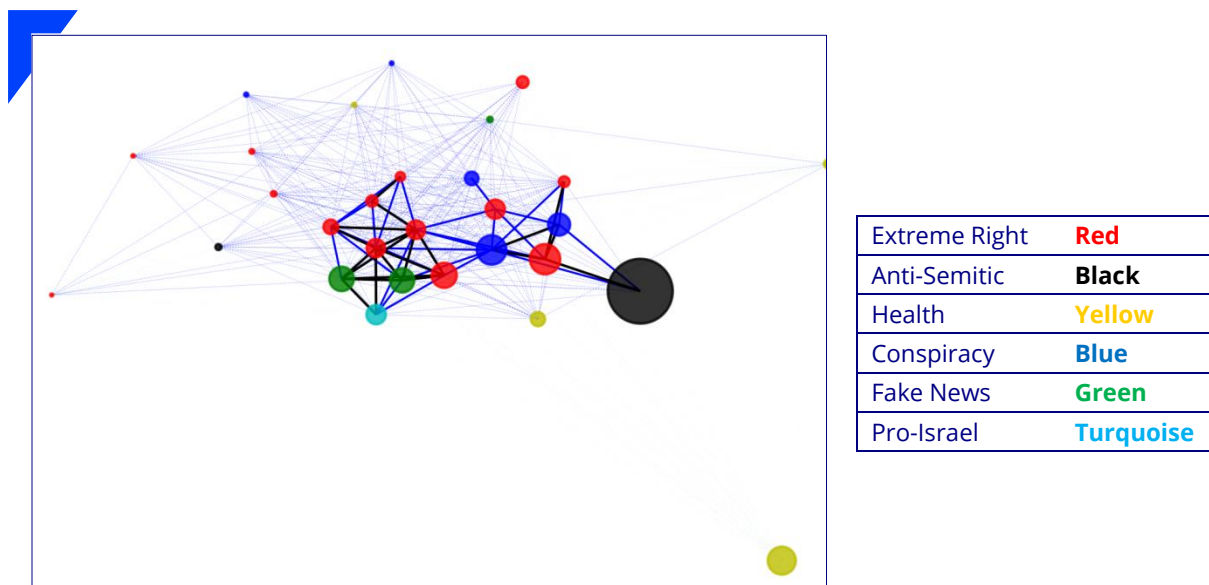 Extreme Right Red
Anti-Semitic Black
Health Yellow
Conspiracy Blue
Fake News Green
Pro-Israel Turquoise